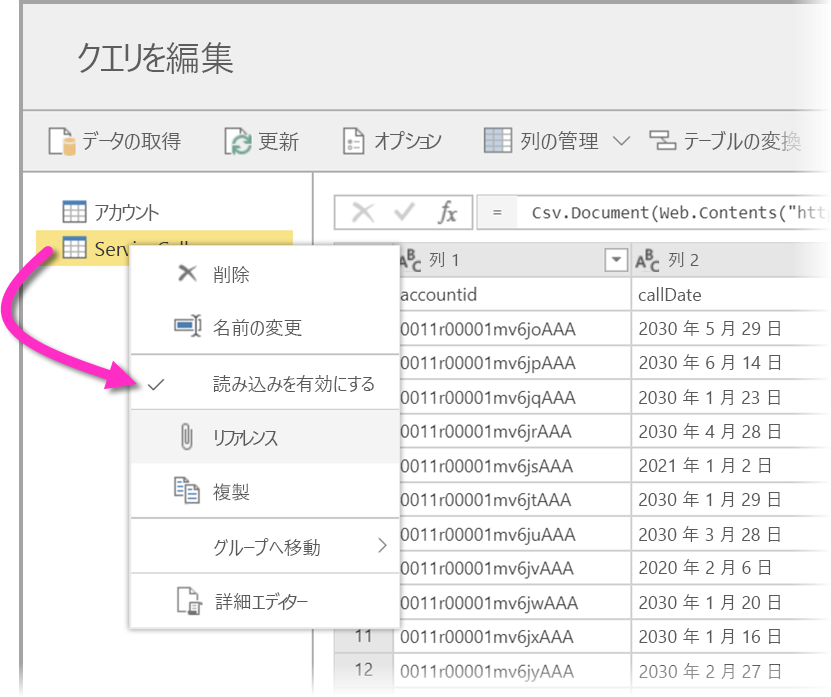 クエリを編集
データの取得 更新 オプション 列の管理 テーブルの変換
アカウント
= Csv.Document(Web.Contents("htt
ABC 列 1 ABC 列 2
accountid callDate
削除
名前の変更
読み込みを有効にする
リファレンス
複製
グループへ移動
詳細エディター
0011r00001mv6joAAA 2030 年 5 月 29 日
0011r00001mv6jpAAA 2030 年 6 月 14 日
0011r00001mv6jqAAA 2030 年 1 月 23 日
0011r00001mv6jrAAA 2030 年 4 月 28 日
0011r00001mv6jsAAA 2021 年 1 月 2 日
0011r00001mv6jtAAA 2030 年 1 月 29 日
0011r00001mv6juAAA 2030 年 3 月 28 日
0011r00001mv6jvAAA 2020 年 2 月 6 日
0011r00001mv6jwAAA 2030 年 1 月 20 日
11 0011r00001mv6jxAAA 2030 年 1 月 16 日
12 0011r00001mv6jyAAA 2030 年 2 月 27 日